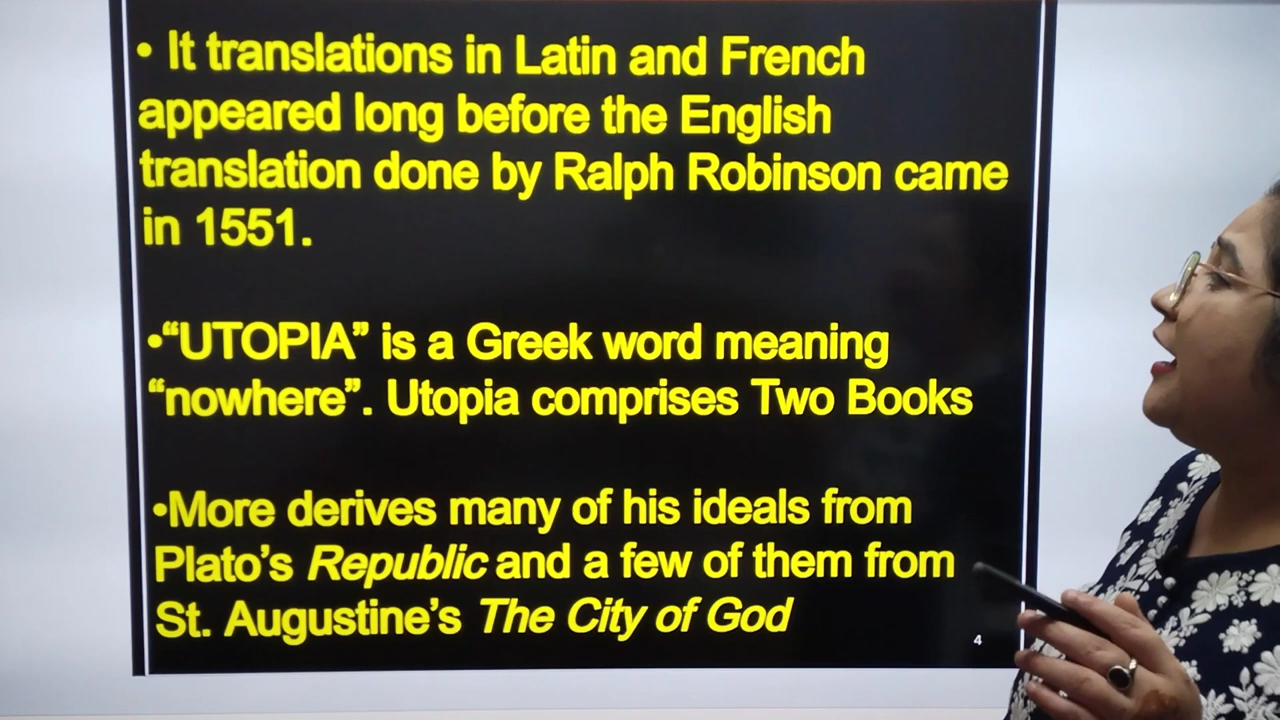 • It translations in Latin and French
appeared long before the English
translation done by Ralph Robinson came
in 1551.
•“UTOPIA” is a Greek word meaning
“nowhere”. Utopia comprises Two Books
•More derives many of his ideals from
Plato’s Republic and a few of them from
St. Augustine’s The City of God
4